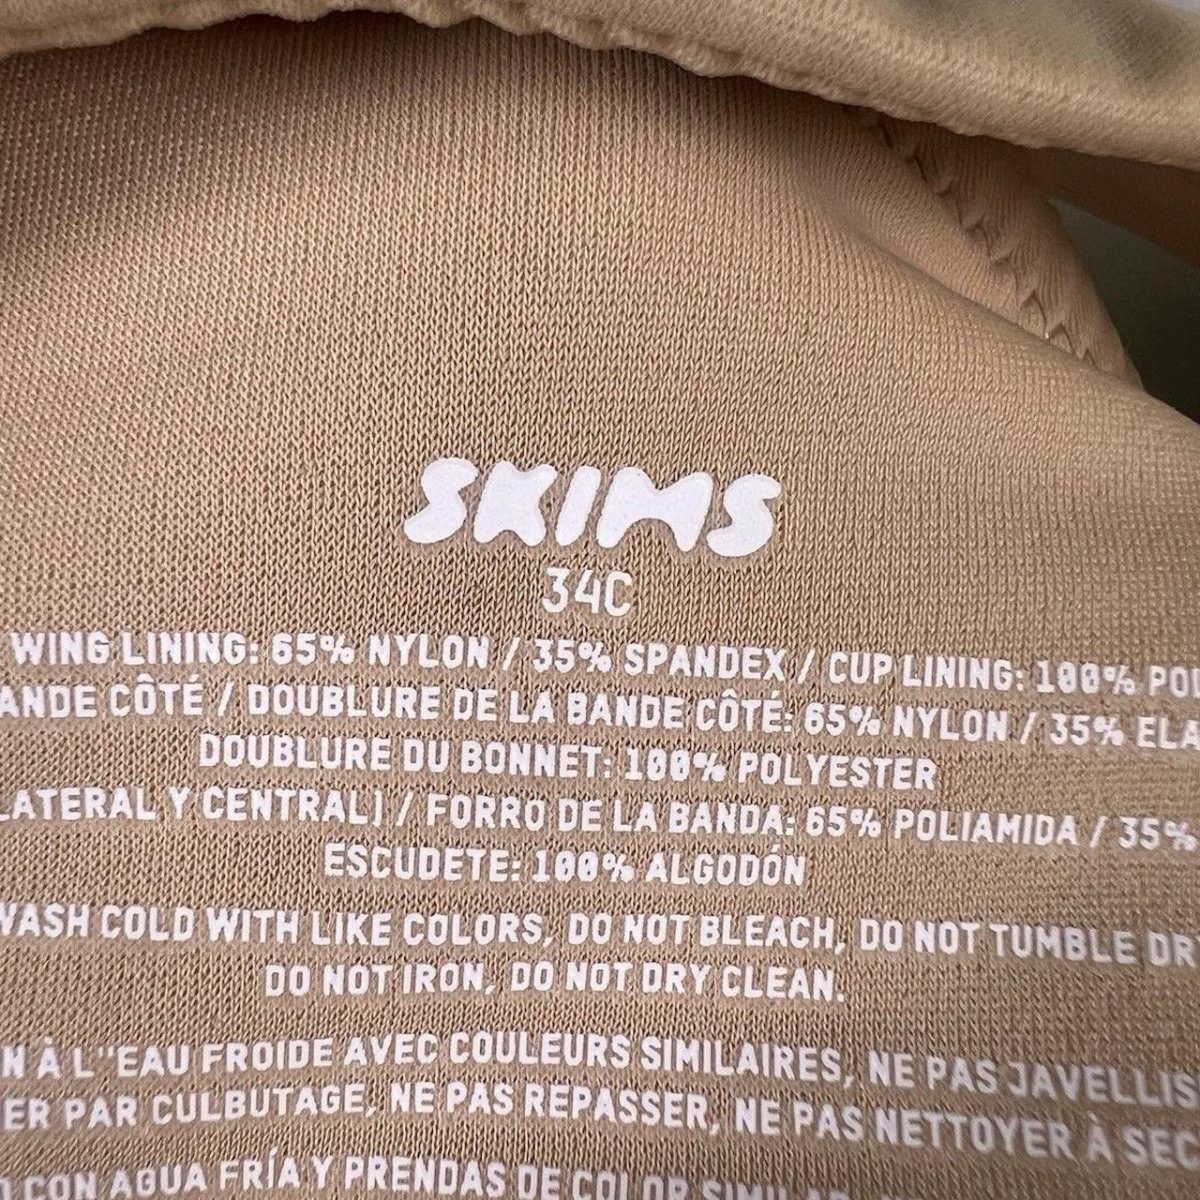 SKIMS
34C
WING LINING: 65% NYLON / 35% SPANDEX / CUP LINING: 100%
CÔTÉ / DOUBLURE DE LA BANDE CÔTÉ: 65% NYLON / 35%
DOUBLURE DU BONNET: 100% POLYESTER
Y CENTRAL) / FORRO DE LA BANDA: 65% POLIAMIDA / 35%
ESCUDETE: 100% ALGODÓN
WASH COLD WITH LIKE COLORS, DO NOT BLEACH, DO NOT TUMBLE
DO NOT IRON, DO NOT DRY CLEAN.
À L''EAU FROIDE AVEC COULEURS SIMILAIRES, NE PAS
PAR CULBUTAGE, NE PAS REPASSER, NE PAS NETTOYER À SEC
CON AGUA FRÍA Y PRENDAS DE COLOR